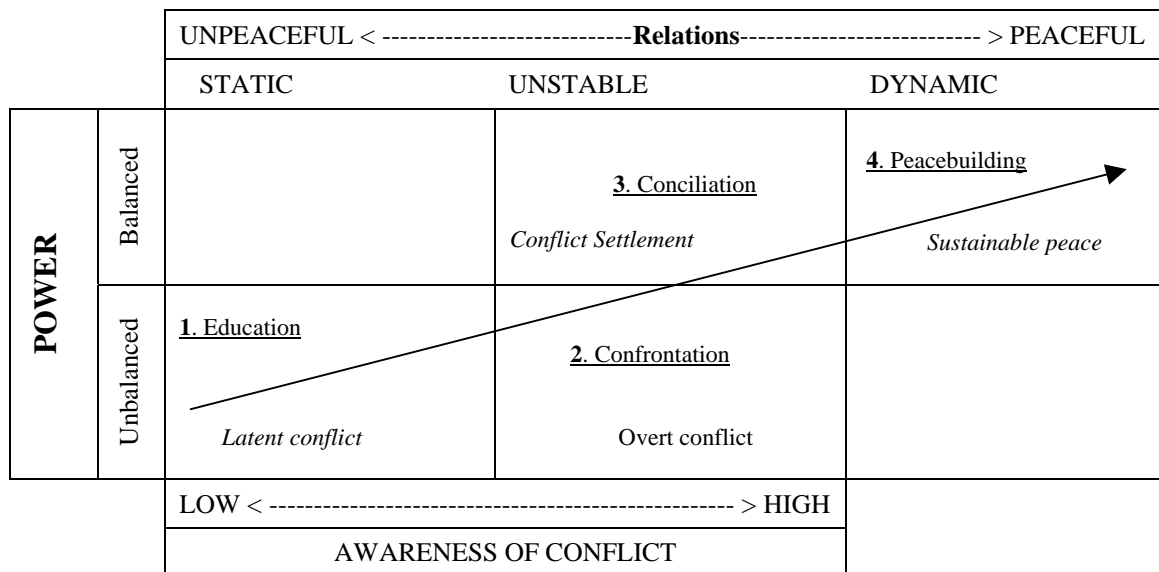 UNPEACEFUL < ----------------------------Relations--------------------------- > PEACEFUL
STATIC UNSTABLE DYNAMIC
POWER
Balanced
3. Conciliation
Conflict Settlement
4. Peacebuilding
Sustainable peace
Unbalanced
1. Education
Latent conflict
2. Confrontation
Overt conflict
LOW < ---------------------------------------------------- > HIGH
AWARENESS OF CONFLICT